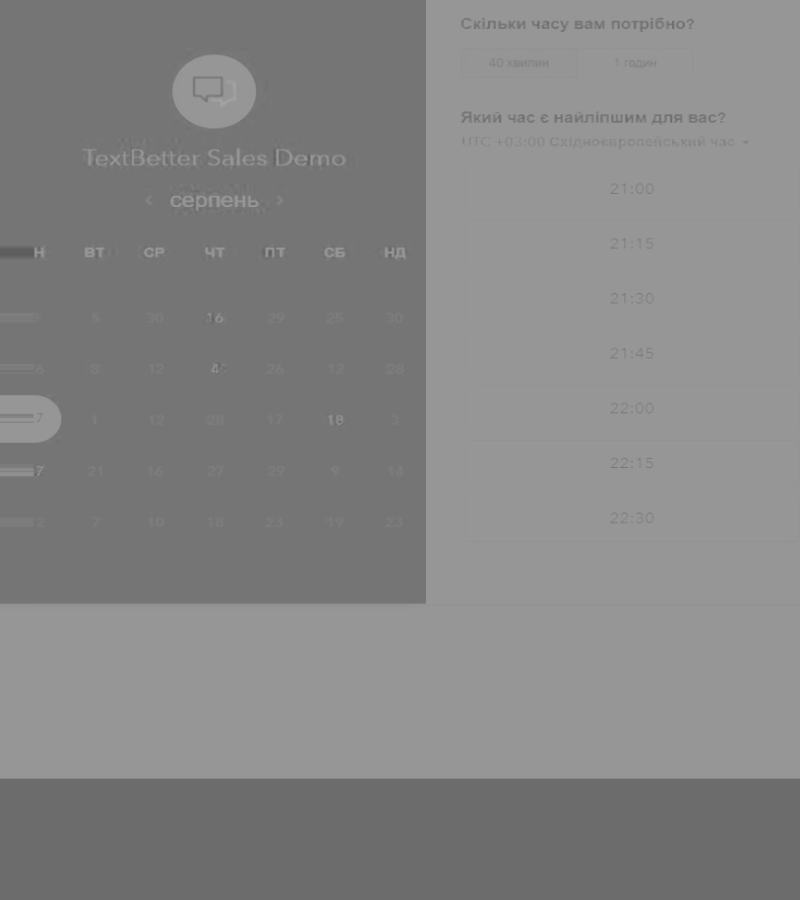 TextBetter Sales Demo
серпень
Н ВТ СР ЧТ ПТ СБ НД
5 30 16 29 25 30
6 8 12 26 12 28
7 1 12 28 17 18 3
7 21 16 27 29 9 14
2 7 10 18 23 19 23
Скільки часу вам потрібно?
40 хвилин 1 годин
Який час є найліпшим для вас?
UTC +03:00 Східноєвропейський час
21:00
21:15
21:30
21:45
22:00
22:15
22:30